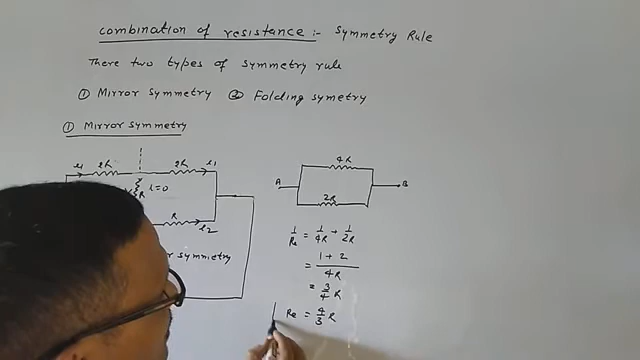 Combination of resistance :- Symmetry Rule
There two types of symmetry rule
① Mirror Symmetry ② Folding symetry
① Mirror Symmetry
2R 2R i1
R i=0
R i2
symmetry
4R
A B
2R
1/Re = 1/4R + 1/2R
= 1+2/4R
= 3/4 R
Re = 4/3 R